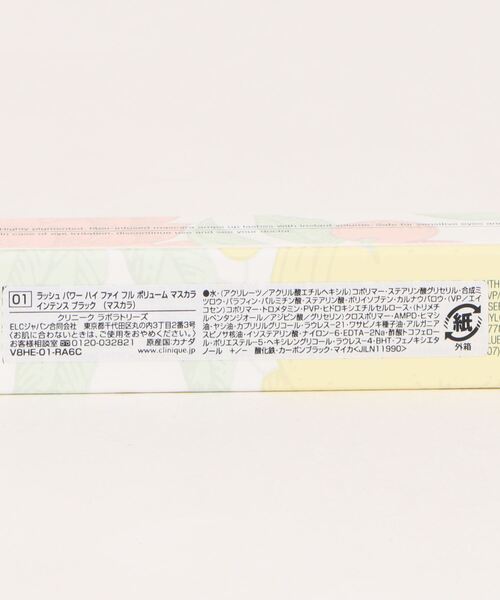 01 ラッシュ パワー ハイ ファイ フル ボリューム マスカラ
インテンス ブラック （マスカラ）
クリニーク ラボラトリーズ
ELCジャパン合同会社 東京都千代田区丸の内3丁目2番3号
（お肌に合わないときは、ご使用をおやめください。）
お客様相談室 0120-032821 原産国：カナダ
V8HE-01-RA6C www.clinique.jp
●水・（アクリレーツ／アクリル酸エチルヘキシル）コポリマー・ステアリン酸グリセリル・合成ミ
ツロウ・パラフィン・パルミチン酸・ステアリン酸・ポリイソブテン・カルナウバロウ・（VP／エイ
コセン）コポリマー・トロメタミン・PVP・ヒドロキシエチルセルロース・（トリメチ
ルペンタンジオール／アジピン酸／グリセリン）クロスポリマー・AMPD・ヒマシ
油・ヤシ油・カプリリルグリコール・ラウレス-21・ワサビノキ種子油・アルガニア
スピノサ核油・イソステアリン酸・ナイロン-6・EDTA-2Na・酢酸トコフェロー
ル・ポリエステル-5・ヘキシレングリコール・ラウレス-4・BHT・フェノキシエタ
ノール +／- 酸化鉄・カーボンブラック・マイカ<ILN11990>
紙
外箱